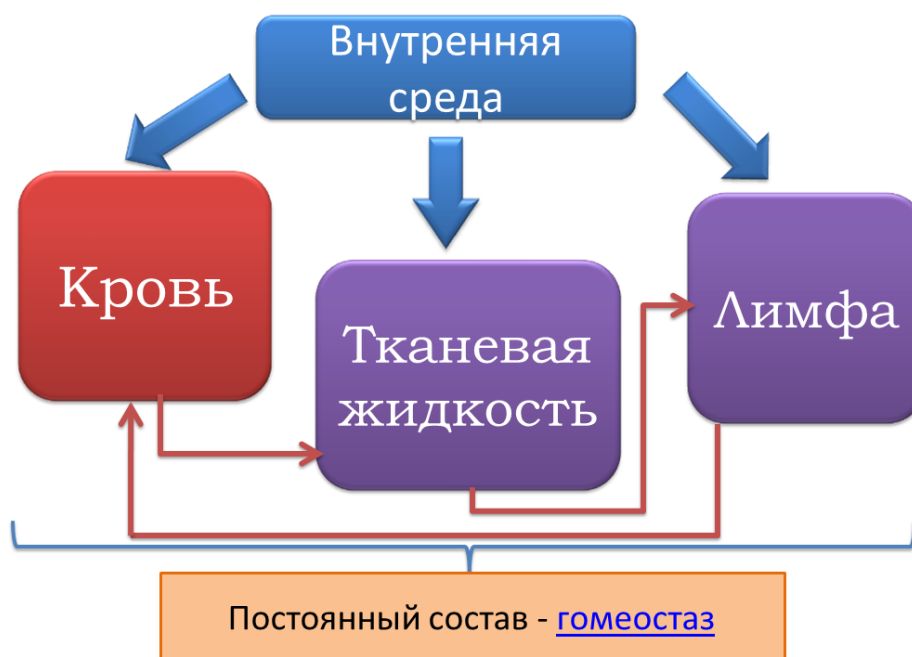 Внутренняя
среда
Кровь
Тканевая
жидкость
Лимфа
Постоянный состав - гомеостаз